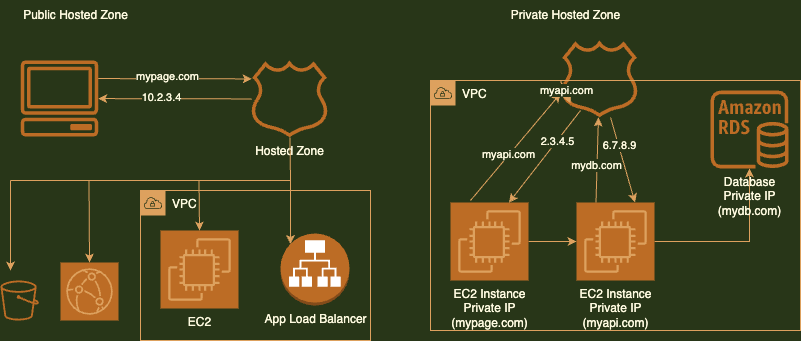 Public Hosted Zone
mypage.com
10.2.3.4
Hosted Zone
VPC
EC2
App Load Balancer
Private Hosted Zone
VPC
myapi.com
myapi.com
2.3.4.5
mydb.com
6.7.8.9
Amazon
RDS
Database
Private IP
(mydb.com)
EC2 Instance
Private IP
(mypage.com)
EC2 Instance
Private IP
(myapi.com)